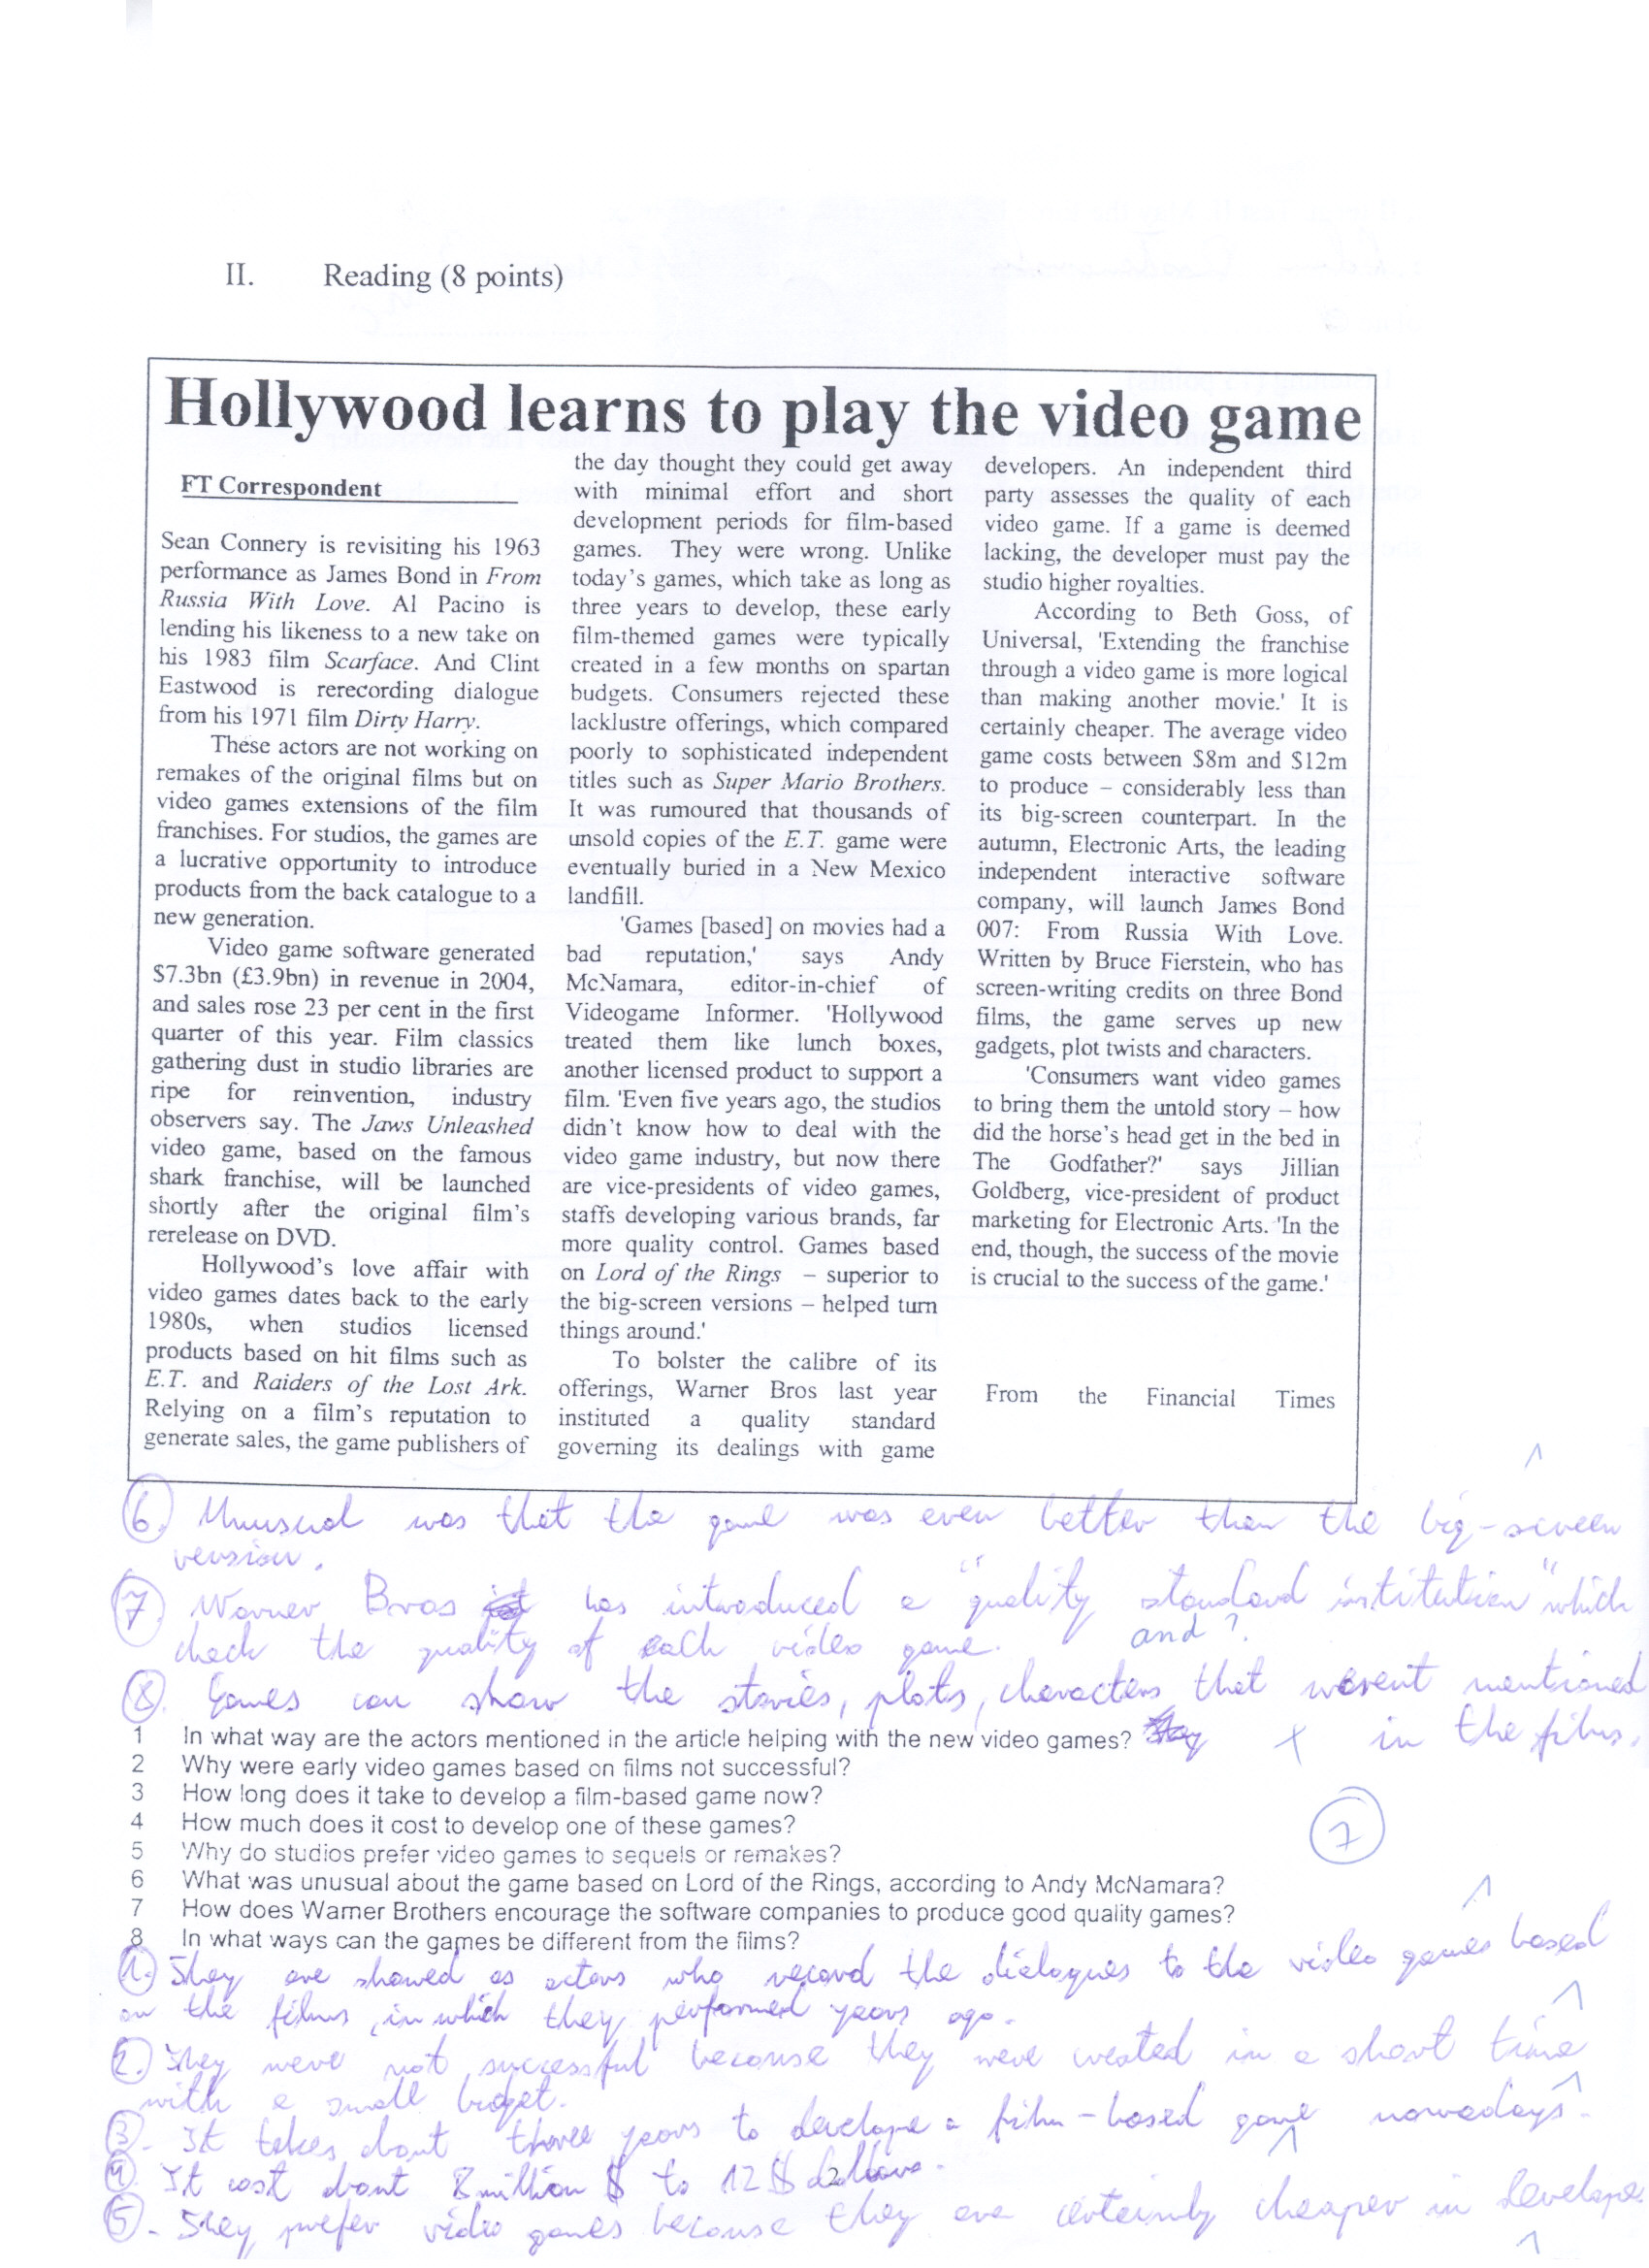 II. Reading (8 points)
Hollywood learns to play the video game
FT Correspondent
Sean Connery is revisiting his 1963
performance as James Bond in From
Russia With Love. Al Pacino is
lending his likeness to a new take on
his 1983 film Scarface. And Clint
Eastwood is rerecording dialogue
from his 1971 film Dirty Harry.
These actors are not working on
remakes of the original films but on
video games extensions of the film
franchises. For studios, the games are
a lucrative opportunity to introduce
products from the back catalogue to a
new generation.
Video game software generated
$7.3bn (£3.9bn) in revenue in 2004,
and sales rose 23 per cent in the first
quarter of this year. Film classics
gathering dust in studio libraries are
ripe for reinvention, industry
observers say. The Jaws Unleashed
video game, based on the famous
shark franchise, will be launched
shortly after the original film's
rerelease on DVD.
Hollywood's love affair with
video games dates back to the early
1980s, when studios licensed
products based on hit films such as
E.T. and Raiders of the Lost Ark.
Relying on a film's reputation to
generate sales, the game publishers of
the day thought they could get away
with minimal effort and short
development periods for film-based
games. They were wrong. Unlike
today's games, which take as long as
three years to develop, these early
film-themed games were typically
created in a few months on spartan
budgets. Consumers rejected these
lacklustre offerings, which compared
poorly to sophisticated independent
titles such as Super Mario Brothers.
It was rumoured that thousands of
unsold copies of the E.T. game were
eventually buried in a New Mexico
landfill.
'Games [based] on movies had a
bad reputation,' says Andy
McNamara, editor-in-chief of
Videogame Informer. 'Hollywood
treated them like lunch boxes,
another licensed product to support a
film. 'Even five years ago, the studios
didn't know how to deal with the
video game industry, but now there
are vice-presidents of video games,
staffs developing various brands, far
more quality control. Games based
on Lord of the Rings – superior to
the big-screen versions – helped turn
things around.'
To bolster the calibre of its
offerings, Warner Bros last year
instituted a quality standard
governing its dealings with game
developers. An independent third
party assesses the quality of each
video game. If a game is deemed
lacking, the developer must pay the
studio higher royalties.
According to Beth Goss, of
Universal, 'Extending the franchise
through a video game is more logical
than making another movie.' It is
certainly cheaper. The average video
game costs between $8m and $12m
to produce – considerably less than
its big-screen counterpart. In the
autumn, Electronic Arts, the leading
independent interactive software
company, will launch James Bond
007: From Russia With Love.
Written by Bruce Fierstein, who has
screen-writing credits on three Bond
films, the game serves up new
gadgets, plot twists and characters.
'Consumers want video games
to bring them the untold story – how
did the horse's head get in the bed in
The Godfather?' says Jillian
Goldberg, vice-president of product
marketing for Electronic Arts. 'In the
end, though, the success of the movie
is crucial to the success of the game.'
From the Financial Times
6. Unusual was that the game was even better than the big-screen
version.
7. Warner Bros has introduced a "quality standard institution" which
check the quality of each video game. and?
8. Games can show the stories, plots, characters that werent mentioned
in the films.
1 In what way are the actors mentioned in the article helping with the new video games?
2 Why were early video games based on films not successful?
3 How long does it take to develop a film-based game now?
4 How much does it cost to develop one of these games?
5 Why do studios prefer video games to sequels or remakes?
6 What was unusual about the game based on Lord of the Rings, according to Andy McNamara?
7 How does Warner Brothers encourage the software companies to produce good quality games?
8 In what ways can the games be different from the films?
7
1. They are showed as actors who record the dialogues to the video games based
on the films, in which they performed years ago.
2. They were not successful because they were created in a short time
with a small budget.
3. It takes about three years to develope a film-based game nowadays.
4. It cost about 8 million $ to 12 $ dollars.
5. They prefer video games because they are certainly cheaper in develope.